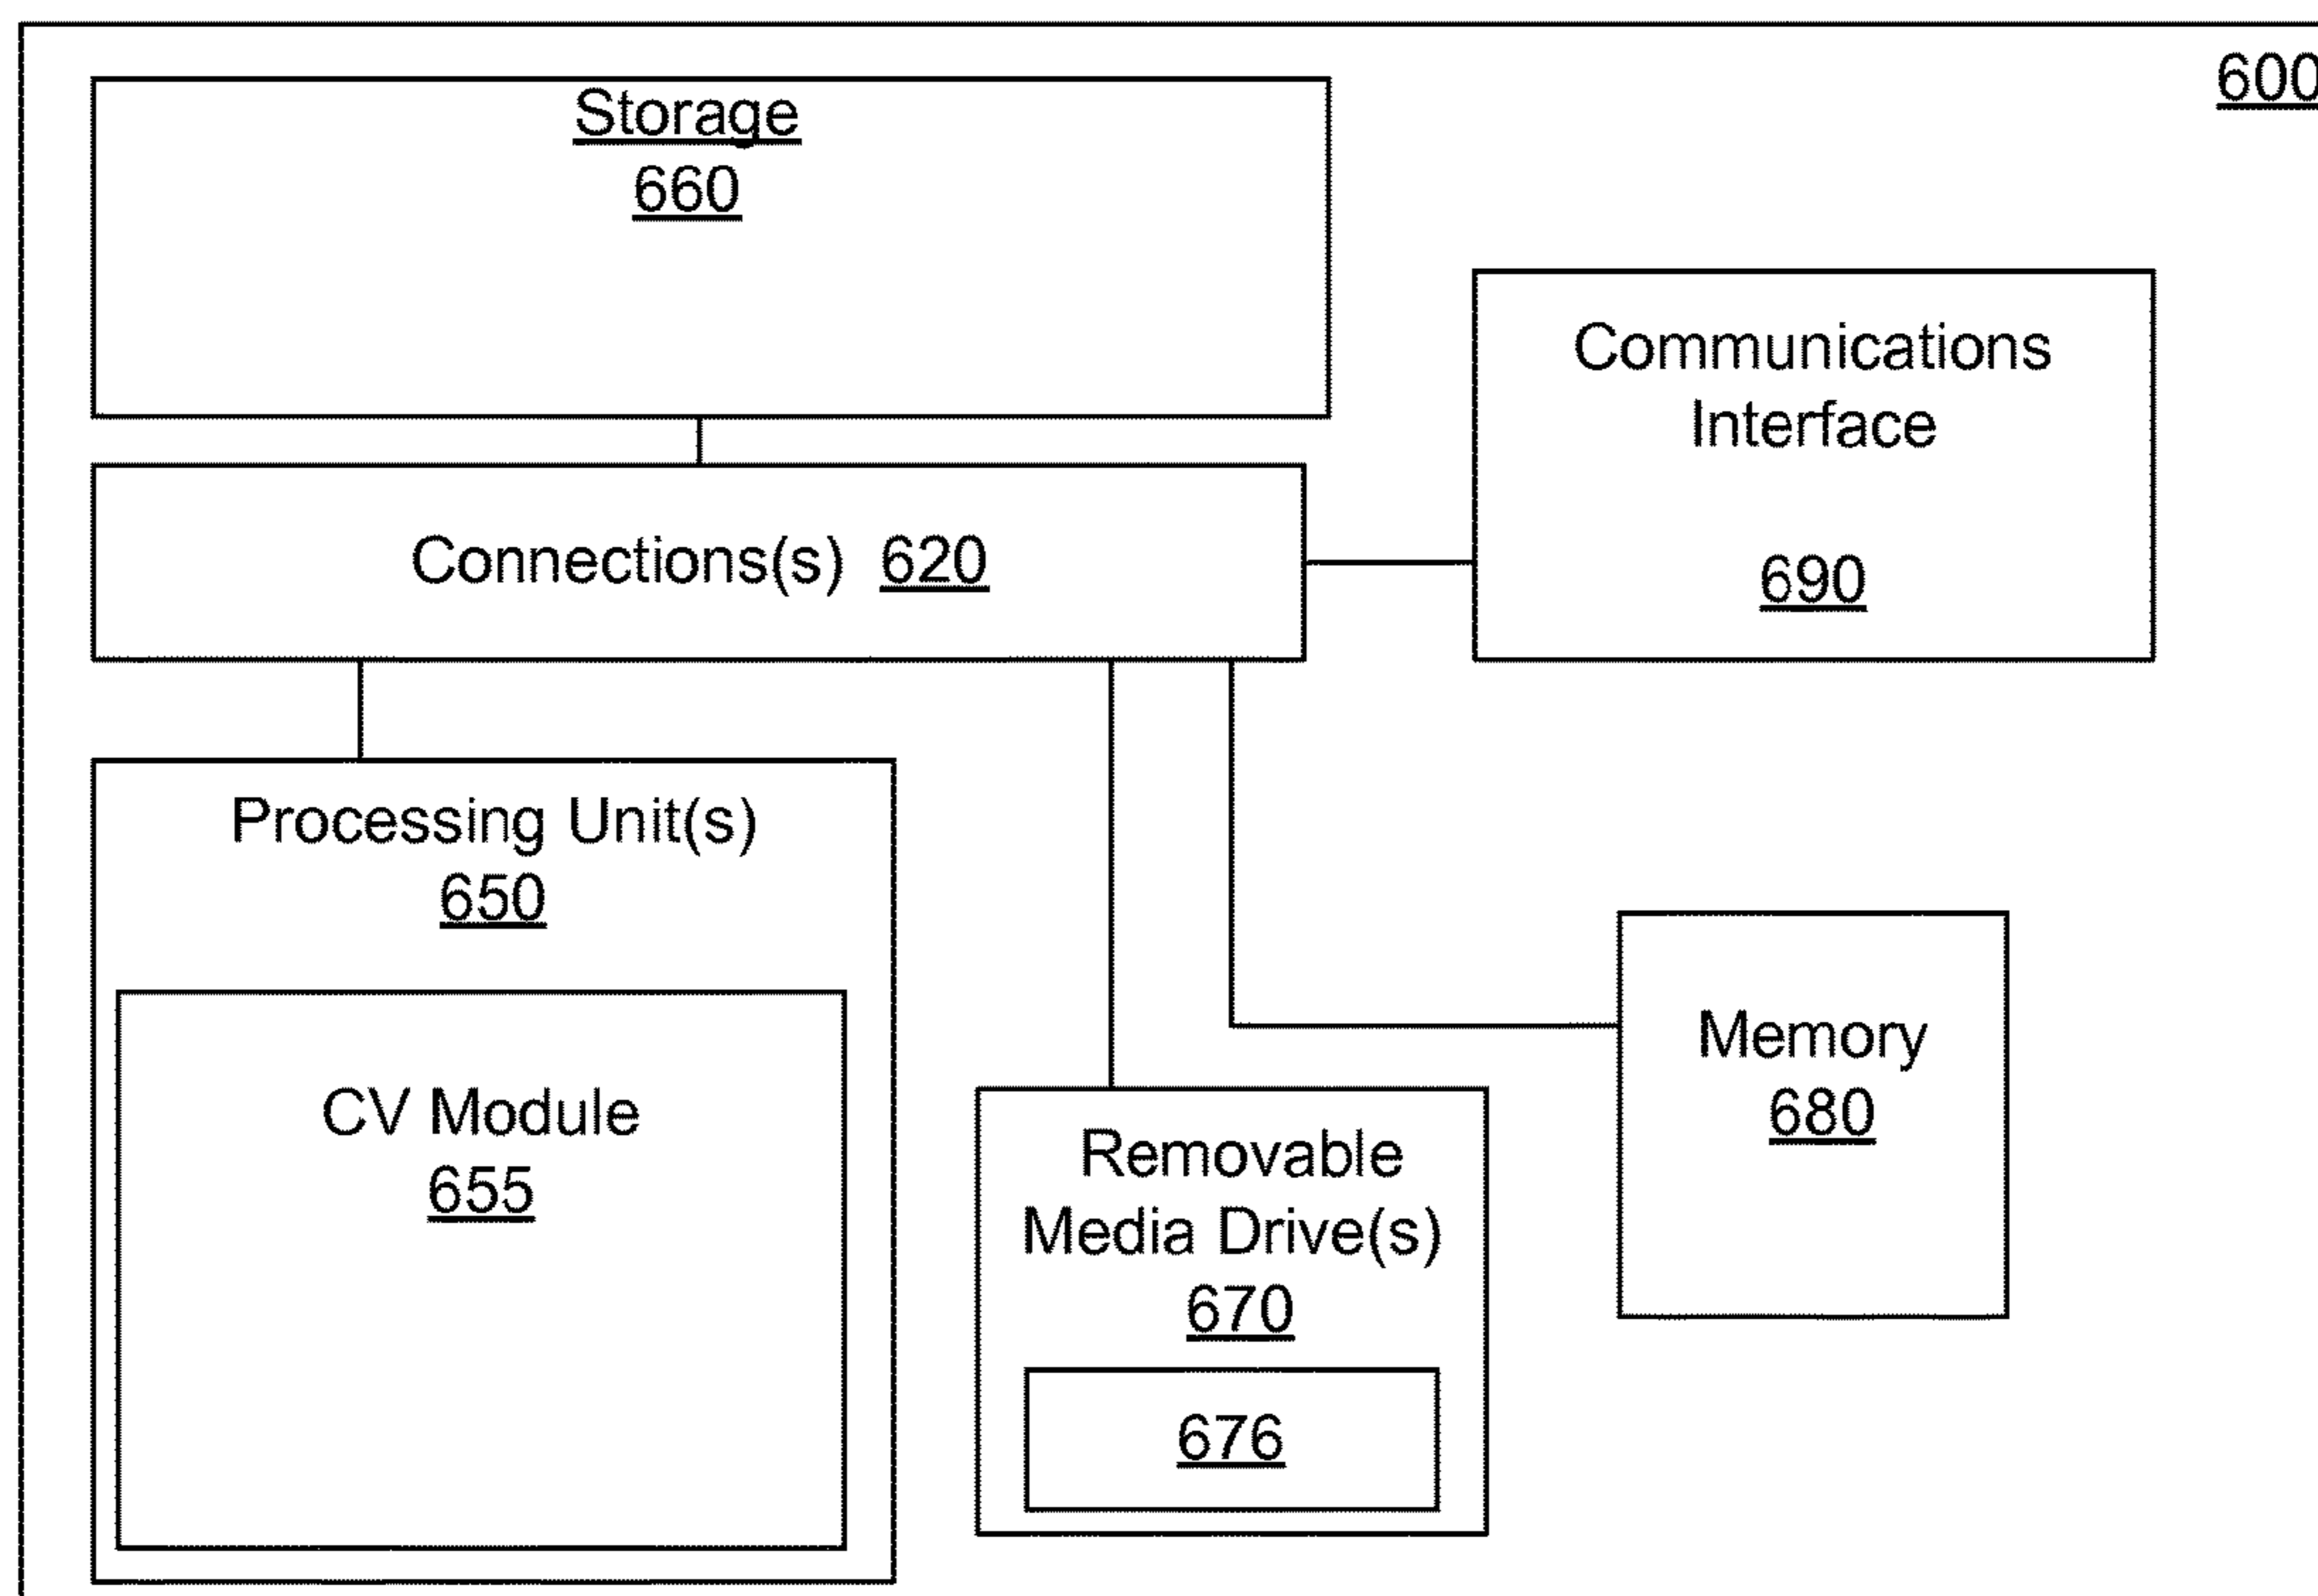 600
Storage
660
Communications
Interface
690
Connections(s) 620
Processing Unit(s)
650
CV Module
655
Memory
680
Removable
Media Drive(s)
670
676